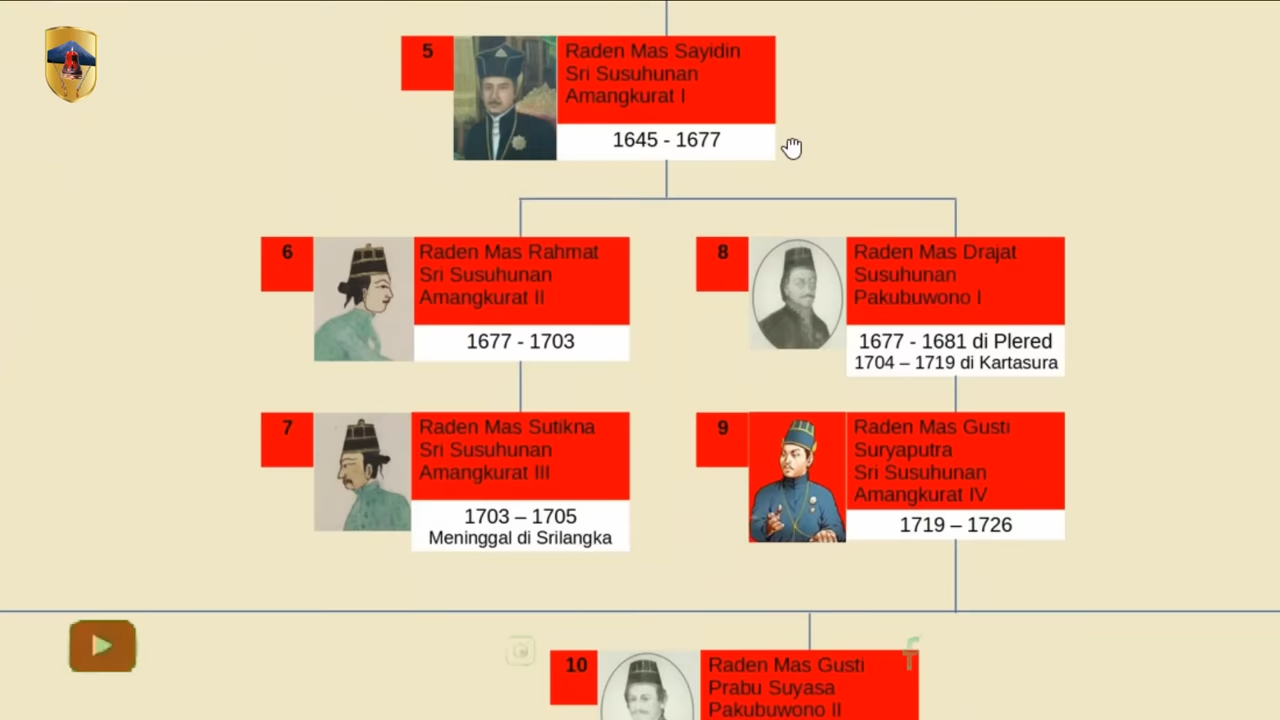 5
Raden Mas Sayidin
Sri Susuhunan
Amangkurat I
1645 - 1677
6
Raden Mas Rahmat
Sri Susuhunan
Amangkurat II
1677 - 1703
8
Raden Mas Drajat
Susuhunan
Pakubuwono I
1677 - 1681 di Plered
1704 – 1719 di Kartasura
7
Raden Mas Sutikna
Sri Susuhunan
Amangkurat III
1703 – 1705
Meninggal di Srilangka
9
Raden Mas Gusti
Suryaputra
Sri Susuhunan
Amangkurat IV
1719 – 1726
10
Raden Mas Gusti
Prabu Suyasa
Pakubuwono II